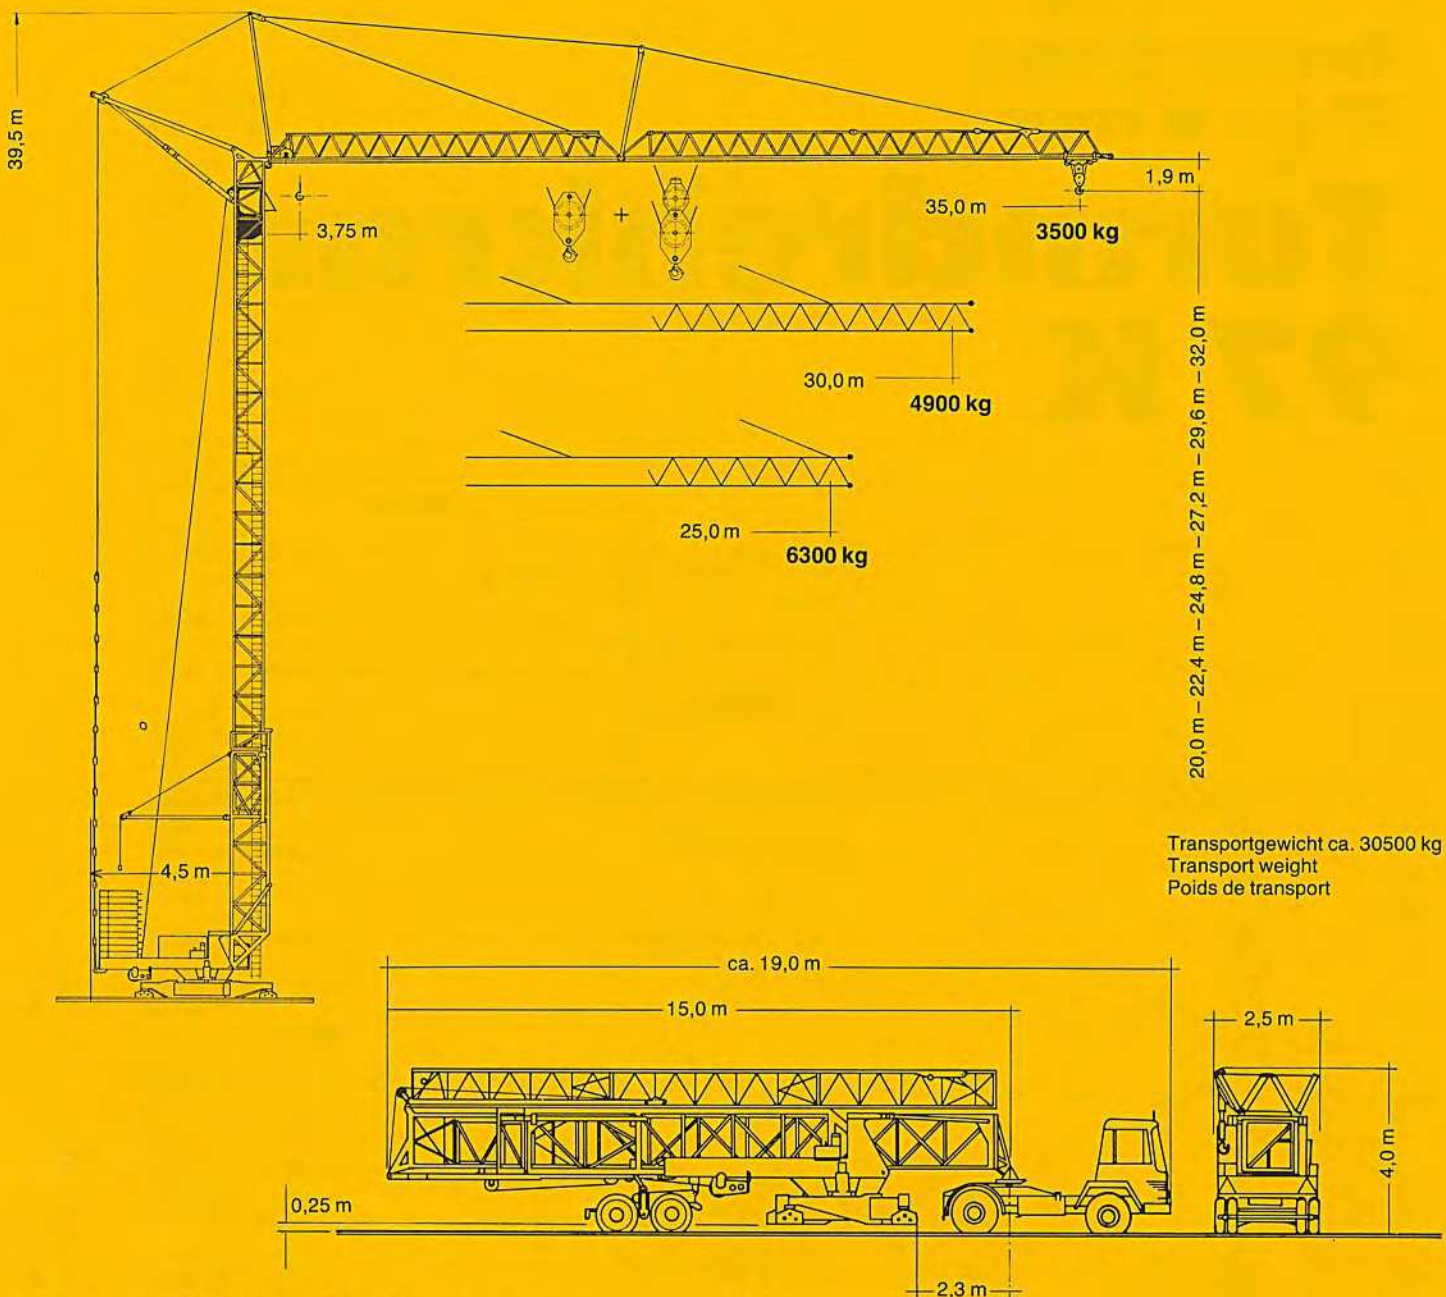 39,5 m
1,9 m
3,75 m
+
35,0 m
3500 kg
30,0 m
4900 kg
25,0 m
6300 kg
20,0 m – 22,4 m – 24,8 m – 27,2 m – 29,6 m – 32,0 m
4,5 m
Transportgewicht ca. 30500 kg
Transport weight
Poids de transport
ca. 19,0 m
15,0 m
2,5 m
4,0 m
0,25 m
2,3 m